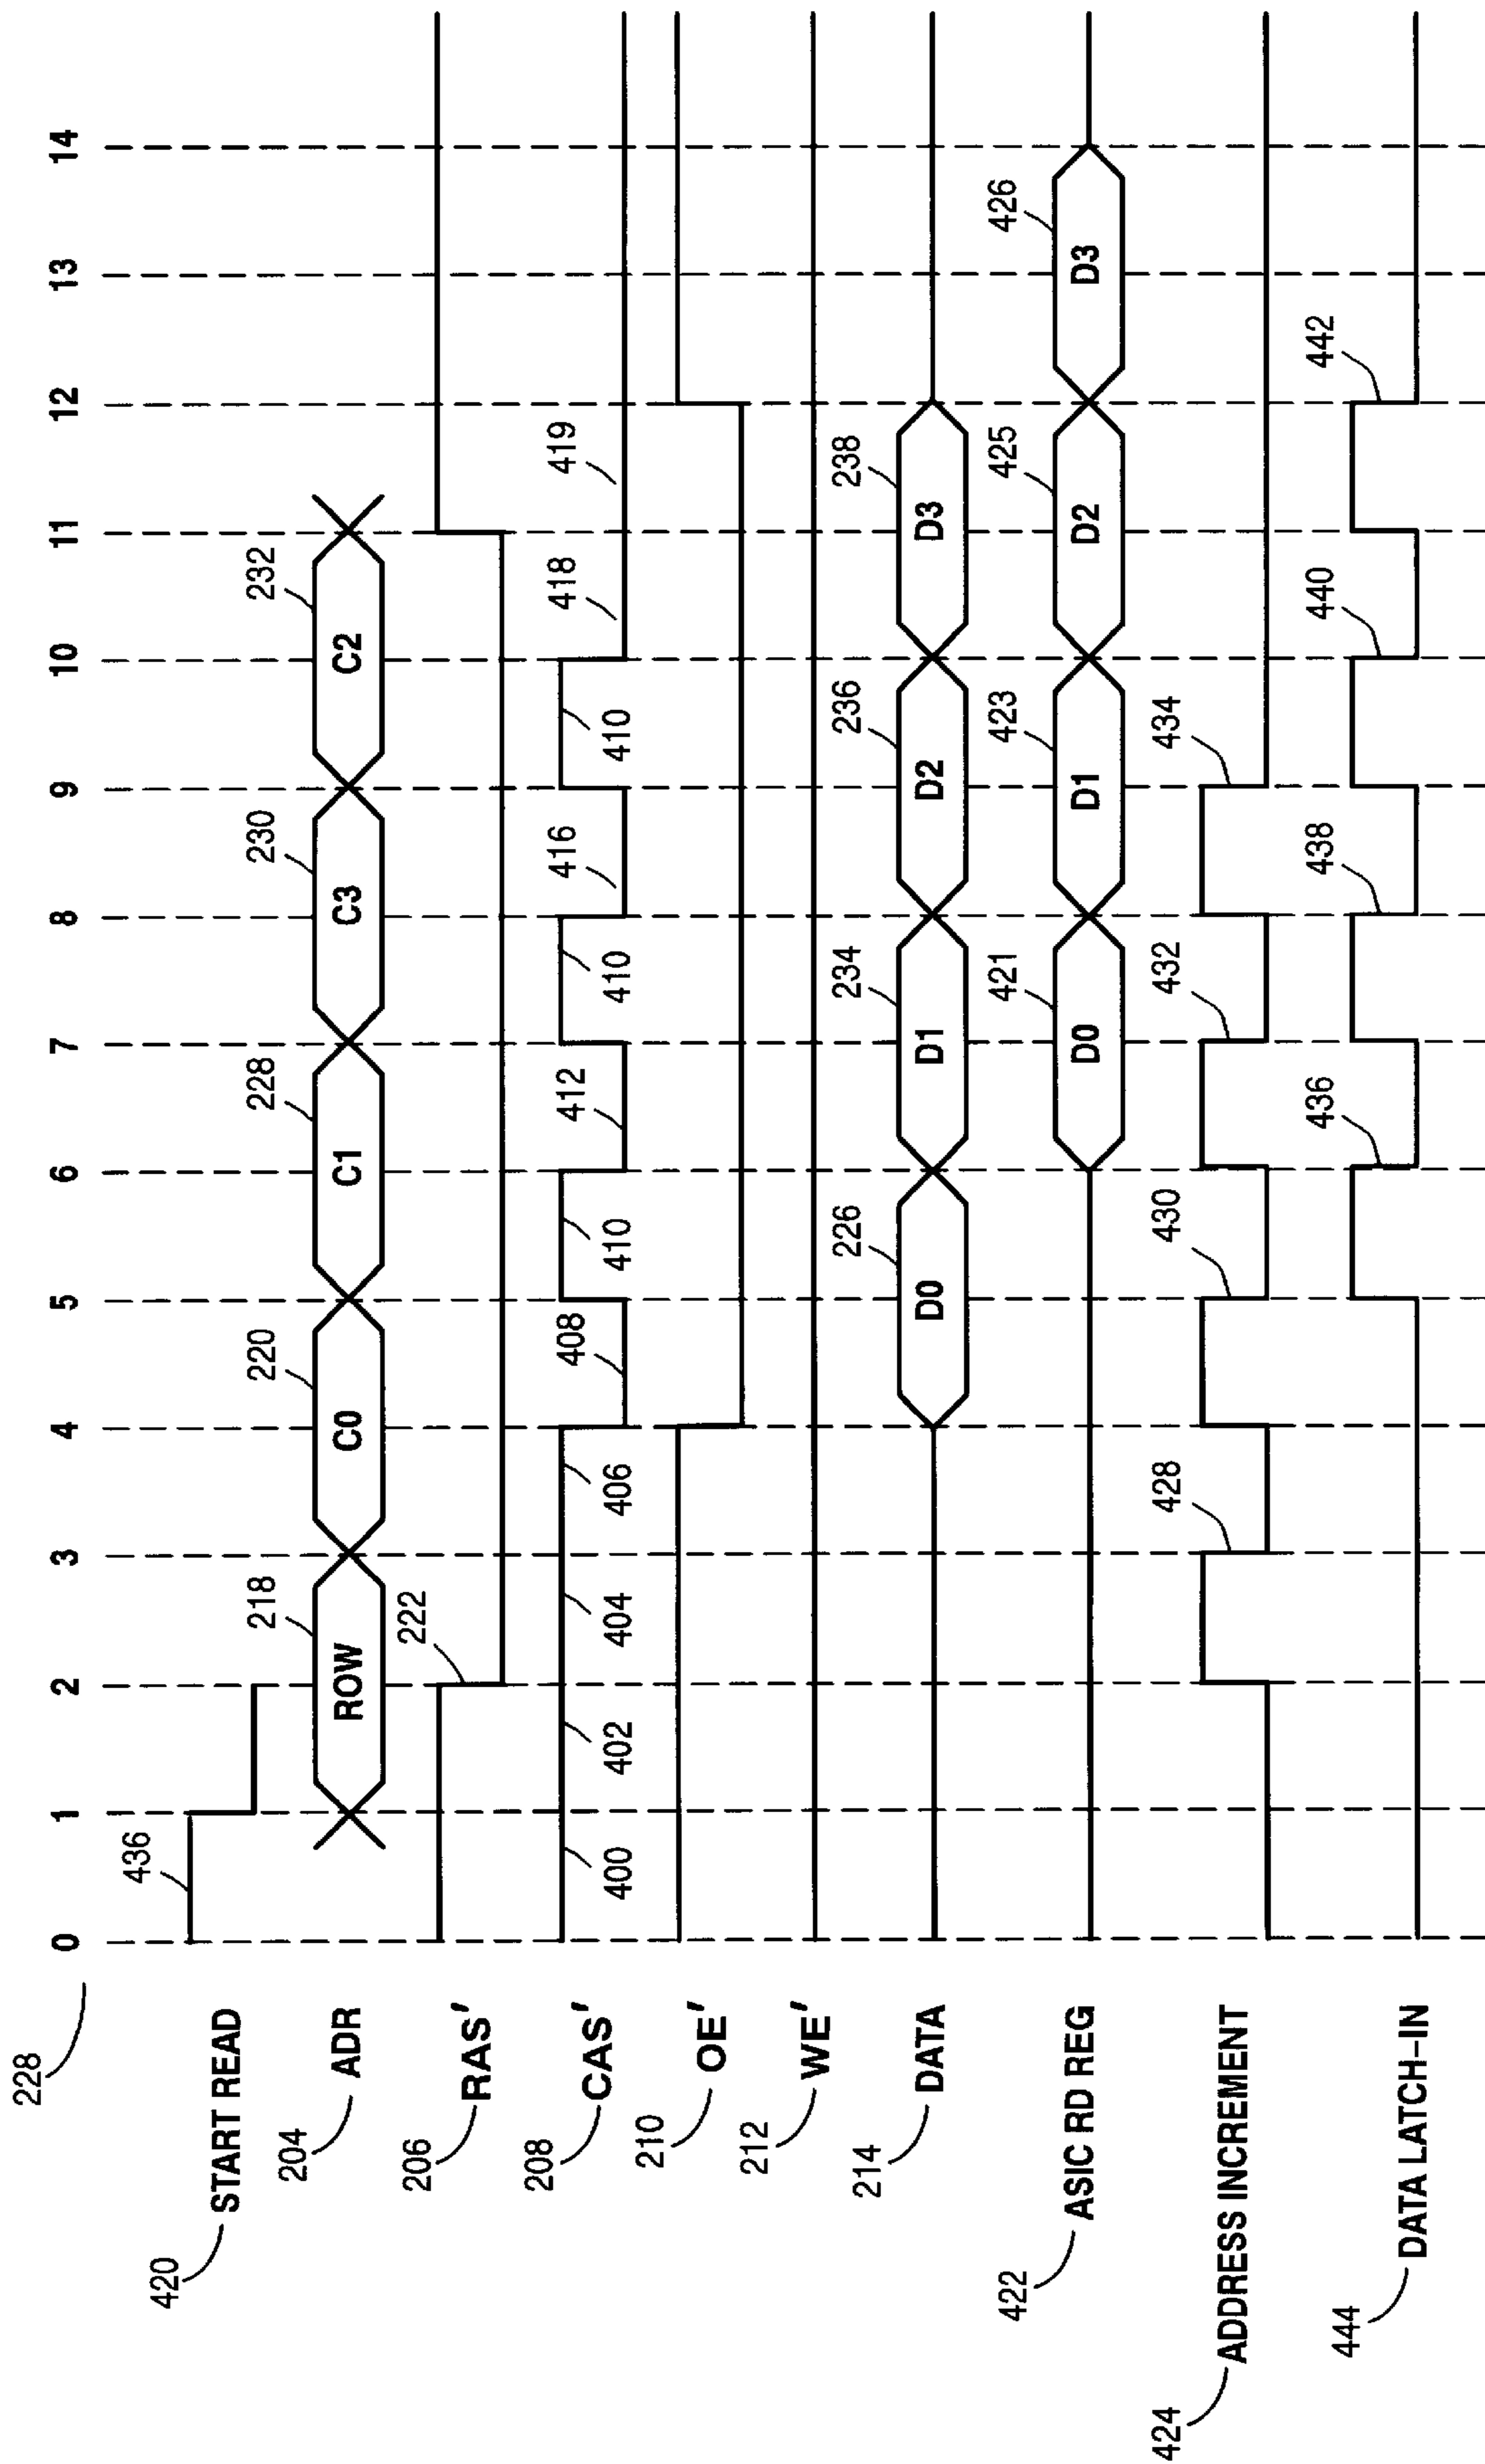 228
0 1 2 3 4 5 6 7 8 9 10 11 12 13 14
420 START READ 436
204 ADR ROW 218 C0 220 C1 228 C3 230 C2 232
206 RAS' 222
208 CAS' 400 402 404 406 408 410 412 410 416 410 418 419
210 OE'
212 WE'
214 DATA D0 226 D1 234 D2 236 D3 238
422 ASIC RD REG D0 421 D1 423 D2 425 D3 426
424 ADDRESS INCREMENT 428 430 432 434
444 DATA LATCH-IN 436 438 440 442